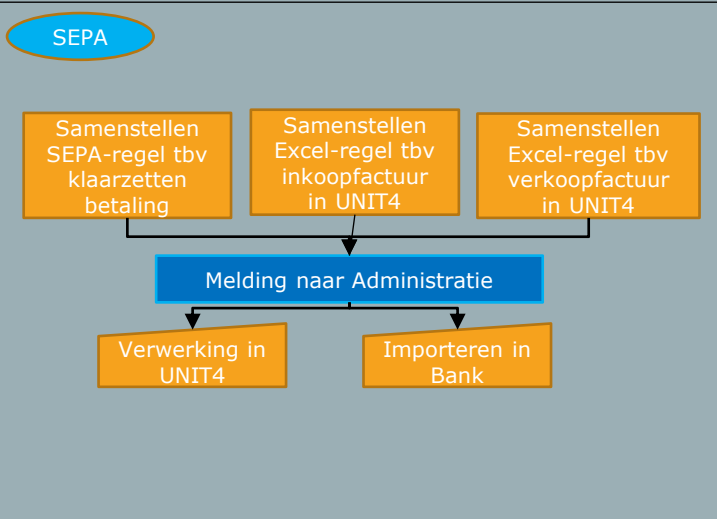 SEPA
Samenstellen
SEPA-regel tbv
klaarzetten
betaling
Samenstellen
Excel-regel tbv
inkoopfactuur
in UNIT4
Samenstellen
Excel-regel tbv
verkoopfactuur
in UNIT4
Melding naar Administratie
Verwerking in
UNIT4
Importeren in
Bank